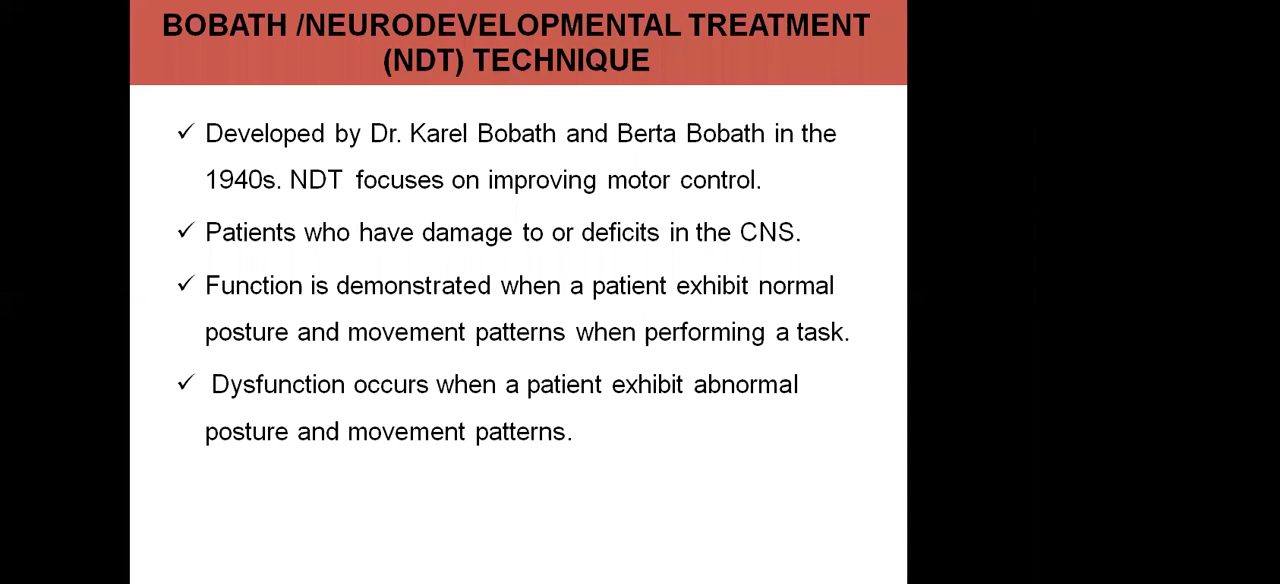 BOBATH /NEURODEVELOPMENTAL TREATMENT
(NDT) TECHNIQUE
✓ Developed by Dr. Karel Bobath and Berta Bobath in the
1940s. NDT focuses on improving motor control.
✓ Patients who have damage to or deficits in the CNS.
✓ Function is demonstrated when a patient exhibit normal
posture and movement patterns when performing a task.
✓ Dysfunction occurs when a patient exhibit abnormal
posture and movement patterns.